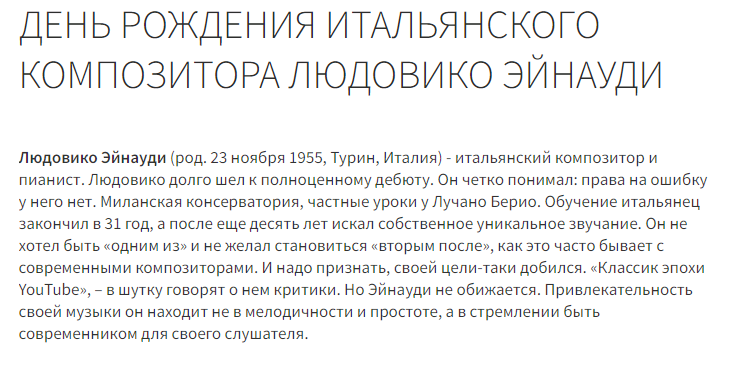 ДЕНЬ РОЖДЕНИЯ ИТАЛЬЯНСКОГО
КОМПОЗИТОРА ЛЮДОВИКО ЭЙНАУДИ
Людовико Эйнауди (род. 23 ноября 1955, Турин, Италия) - итальянский композитор и
пианист. Людовико долго шел к полноценному дебюту. Он четко понимал: права на ошибку
у него нет. Миланская консерватория, частные уроки у Лучано Берио. Обучение итальянец
закончил в 31 год, а после еще десять лет искал собственное уникальное звучание. Он не
хотел быть «одним из» и не желал становиться «вторым после», как это часто бывает с
современными композиторами. И надо признать, своей цели-таки добился. «Классик эпохи
YouTube», – в шутку говорят о нем критики. Но Эйнауди не обижается. Привлекательность
своей музыки он находит не в мелодичности и простоте, а в стремлении быть
современником для своего слушателя.